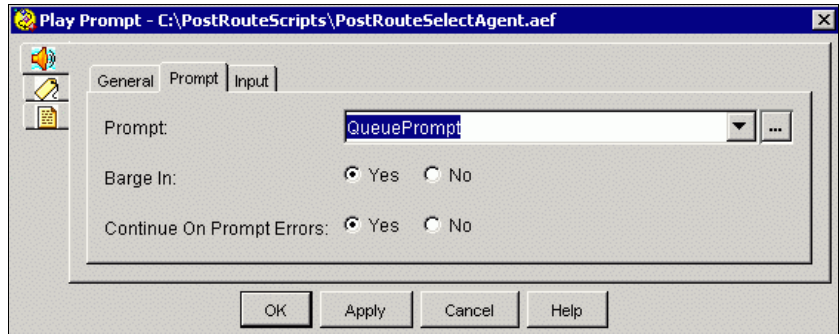 Play Prompt - C:\PostRouteScripts\PostRouteSelectAgent.aef
General Prompt Input
Prompt: QueuePrompt ...
Barge In: Yes No
Continue On Prompt Errors: Yes No
OK Apply Cancel Help